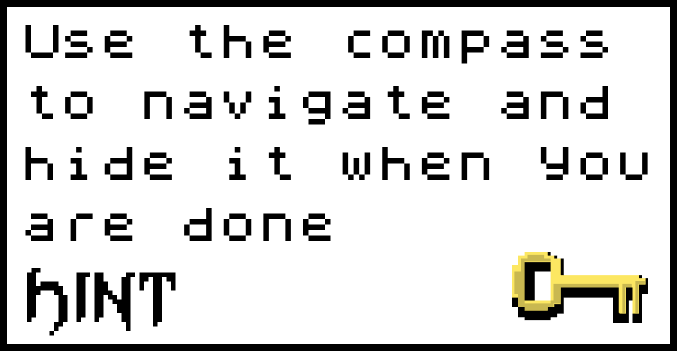 Use the compass
to navigate and
hide it when you
are done
HINT